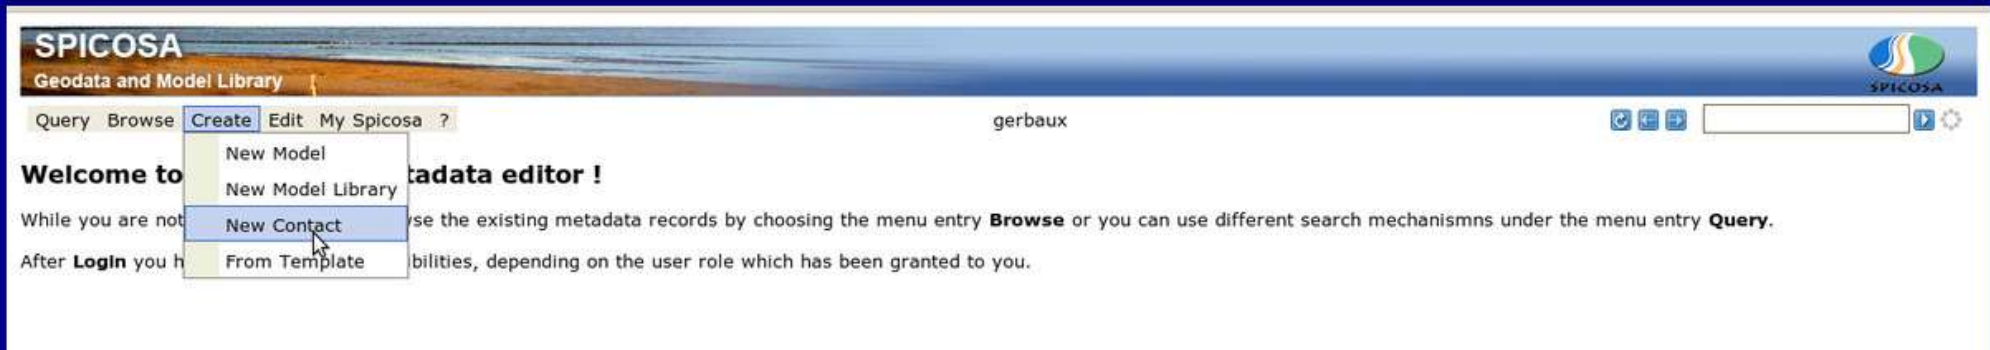 SPICOSA
Geodata and Model Library
SPICOSA
Query Browse Create Edit My Spicosa ? gerbaux
New Model
Welcome to tadata editor !
New Model Library
While you are not se the existing metadata records by choosing the menu entry Browse or you can use different search mechanismns under the menu entry Query.
New Contact
After Login you h bilities, depending on the user role which has been granted to you.
From Template